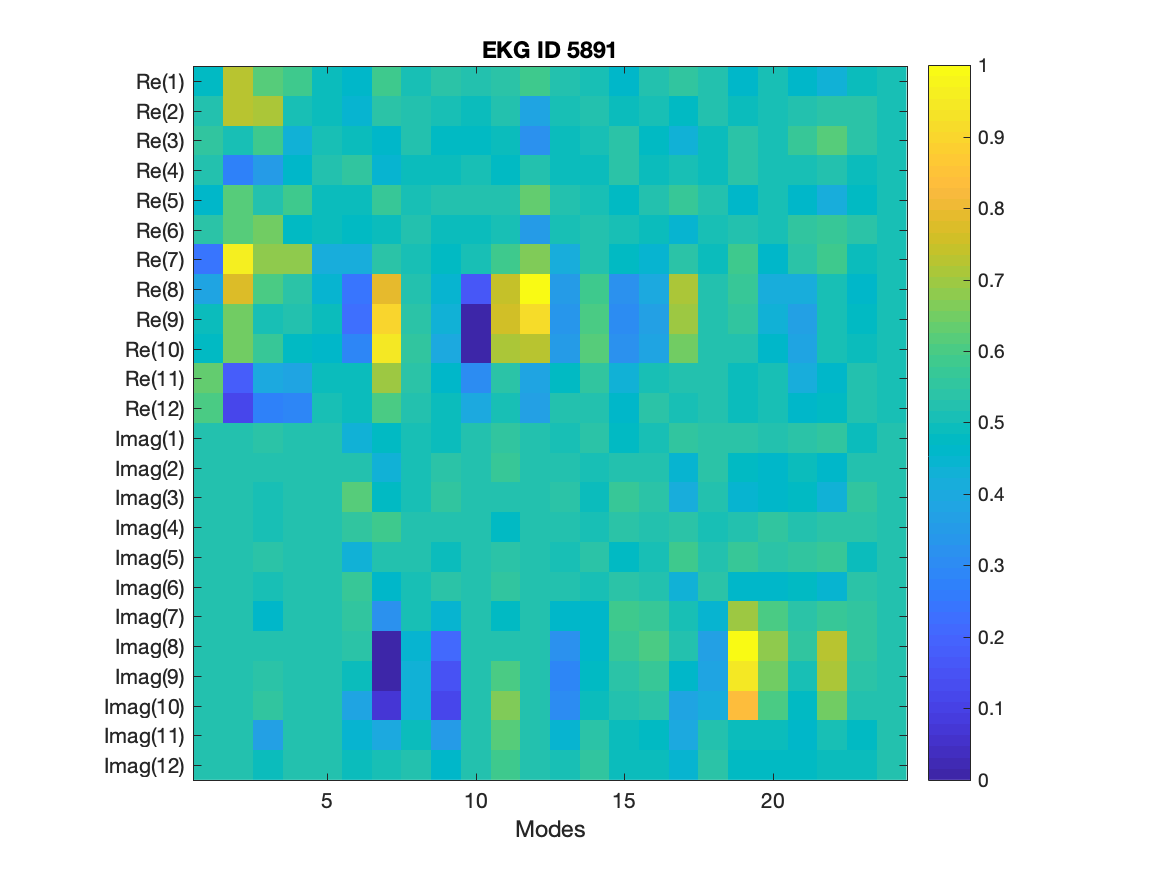 EKG ID 5891
Re(1)
Re(2)
Re(3)
Re(4)
Re(5)
Re(6)
Re(7)
Re(8)
Re(9)
Re(10)
Re(11)
Re(12)
Imag(1)
Imag(2)
Imag(3)
Imag(4)
Imag(5)
Imag(6)
Imag(7)
Imag(8)
Imag(9)
Imag(10)
Imag(11)
Imag(12)
5 10 15 20
Modes
1
0.9
0.8
0.7
0.6
0.5
0.4
0.3
0.2
0.1
0